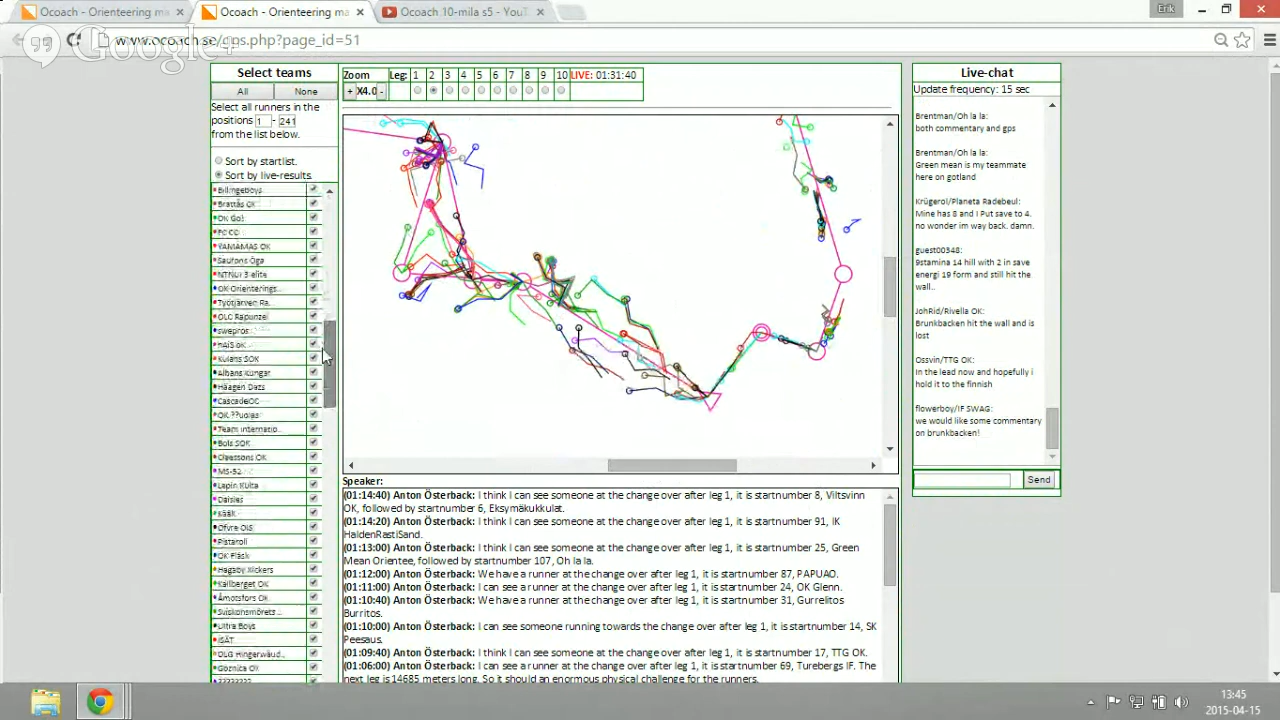 Ocoach - Orienteering ma
Ocoach - Orienteering ma
Ocoach 10-mila s5 - YouT
Erik
Google+
/gps.php?page_id=51
Select teams
All
None
Select all runners in the
positions 1 - 241
from the list below.
Sort by startlist.
Sort by live-results.
Billingeboys
Brattås OK
OK Gol
FC CO
YAMAMAS OK
Saufons Öga
NTNUI 3 elite
OK Orienterings...
Työtjärven Ra.
OLC Rapunzel
swepros
hAIS ok
Kulans SOK
Albans Kungar
Häagen Dazs
CascadeOC
Team internatio...
Bois SOK
Claessons OK
MS-52
Lapin Kulta
Daisies
Sääk
Ofvre OIS
Pistaroll
OK Fläsk
Hagaby Kickers
Källberget OK
Åmotsfors OK
Sviskonsmörets...
Ultra Boys
ISÄT
OLG Hingerwäud...
Goznica OK
????????
Zoom
+ X4.0 -
Leg: 1 2 3 4 5 6 7 8 9 10 LIVE: 01:31:40
Speaker:
(01:14:40) Anton Österback: I think I can see someone at the change over after leg 1, it is startnumber 8, Viltsvinn
OK, followed by startnumber 6, Eksymäkukkulat.
(01:14:20) Anton Österback: I think I can see someone at the change over after leg 1, it is startnumber 91, IK
HaldenRastiSand.
(01:13:00) Anton Österback: I think I can see someone at the change over after leg 1, it is startnumber 25, Green
Mean Orientee, followed by startnumber 107, Oh la la.
(01:12:00) Anton Österback: We have a runner at the change over after leg 1, it is startnumber 87, PAPUAO.
(01:11:00) Anton Österback: I can see a runner at the change over after leg 1, it is startnumber 24, OK Glenn.
(01:10:40) Anton Österback: We have a runner at the change over after leg 1, it is startnumber 31, Gurrelitos
Burritos.
(01:10:00) Anton Österback: I can see someone running towards the change over after leg 1, it is startnumber 14, SK
Peesaus.
(01:09:40) Anton Österback: I can see someone at the change over after leg 1, it is startnumber 17, TTG OK.
(01:06:00) Anton Österback: I can see a runner at the change over after leg 1, it is startnumber 69, Turebergs IF. The
next leg is 14685 meters long. So it should an enormous physical challenge for the runners.
Live-chat
Update frequency: 15 sec
Brentman/Oh la la:
both commentary and gps
Brentman/Oh la la:
Green mean is my teammate
here on gotland
Krügerol/Planeta Radebeul:
Mine has 8 and I Put save to 4.
no wonder im way back. damn.
guest00348:
9stamina 14 hill with 2 in save
energi 19 form and still hit the
wall..
JohRid/Rivella OK:
Brunkbacken hit the wall and is
lost
Ossvin/TTG OK:
In the lead now and hopefully i
hold it to the finnish
flowerboy/IF SWAG:
we would like some commentary
on brunkbacken!
Send
13:45
2015-04-15